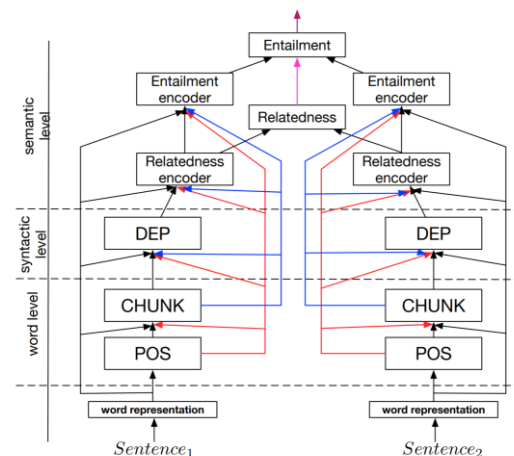 Entailment
Entailment
encoder
Entailment
encoder
Relatedness
Relatedness
encoder
Relatedness
encoder
semantic
level
DEP
DEP
syntactic
level
CHUNK
CHUNK
word level
POS
POS
word representation
word representation
Sentence₁
Sentence₂